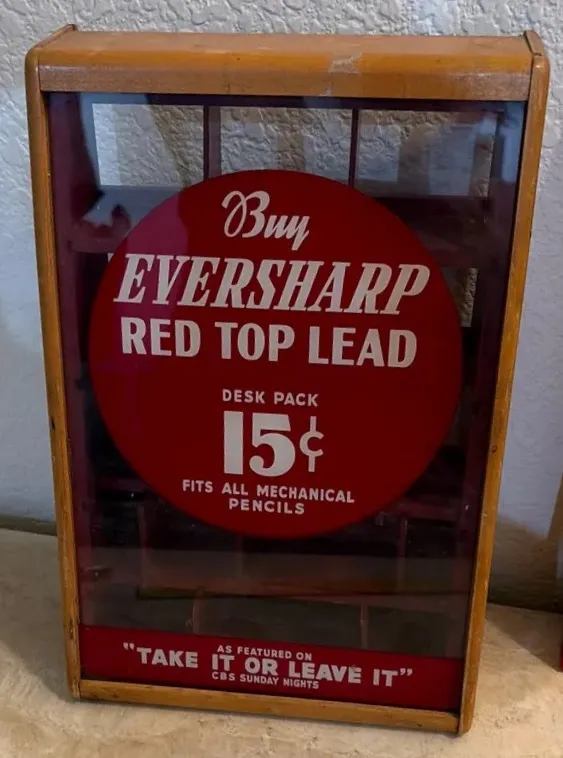 Buy
EVERSHARP
RED TOP LEAD
DESK PACK
15¢
FITS ALL MECHANICAL
PENCILS
AS FEATURED ON
"TAKE IT OR LEAVE IT"
CBS SUNDAY NIGHTS